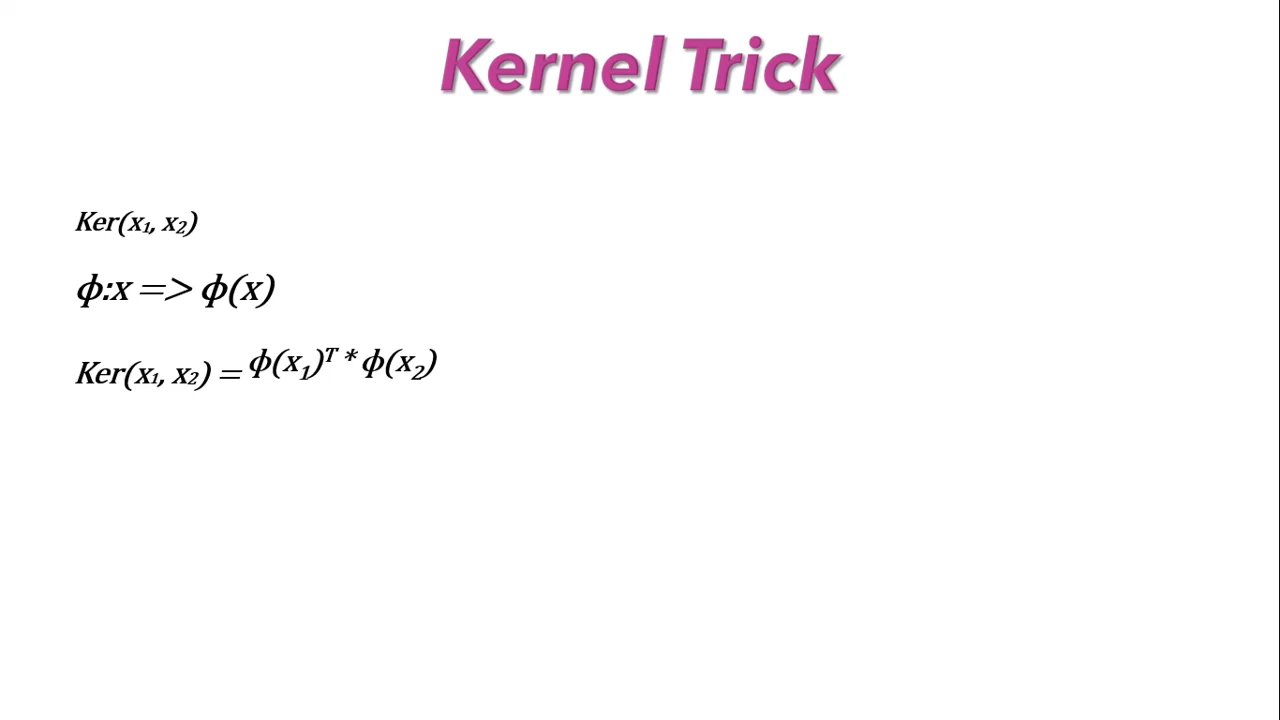 Kernel Trick
Ker(x₁, x₂)
ϕ:x => ϕ(x)
Ker(x₁, x₂) = ϕ(x₁)ᵀ * ϕ(x₂)